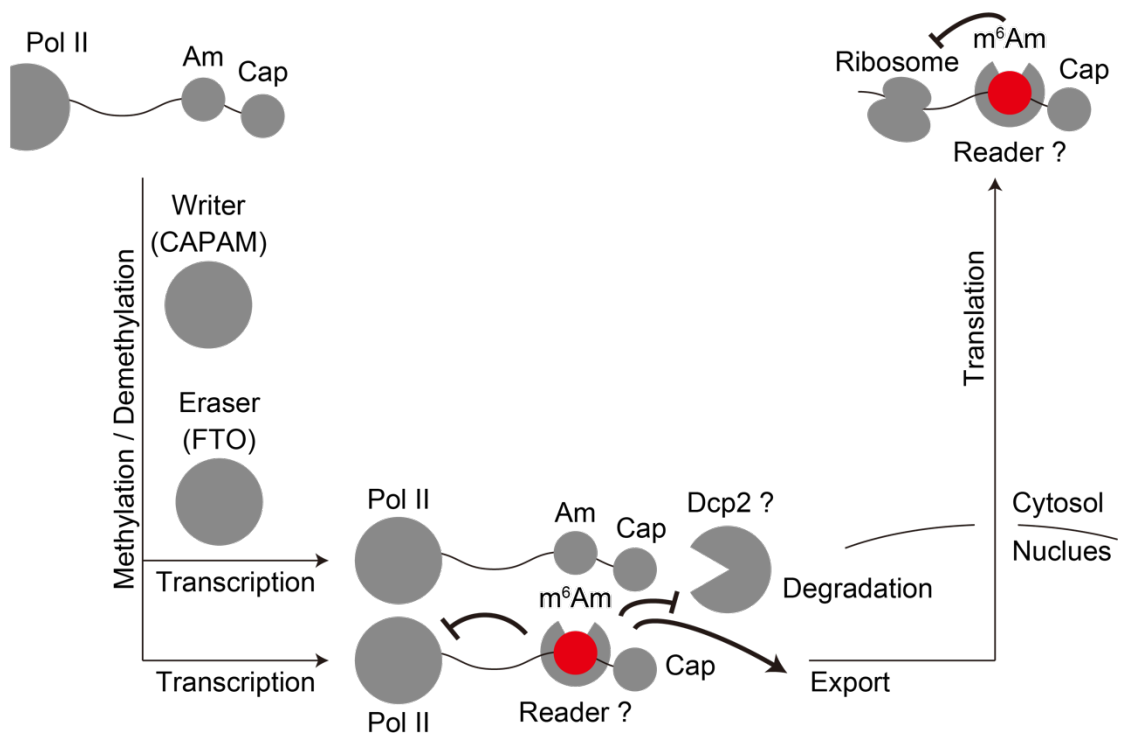 Pol II
Am
Cap
Writer
(CAPAM)
Eraser
(FTO)
Methylation / Demethylation
Transcription
Transcription
Pol II
Am
Cap
Dcp2 ?
Degradation
m⁶Am
Pol II
Reader ?
Cap
Export
Cytosol
Nuclues
Translation
m⁶Am
Ribosome
Cap
Reader ?